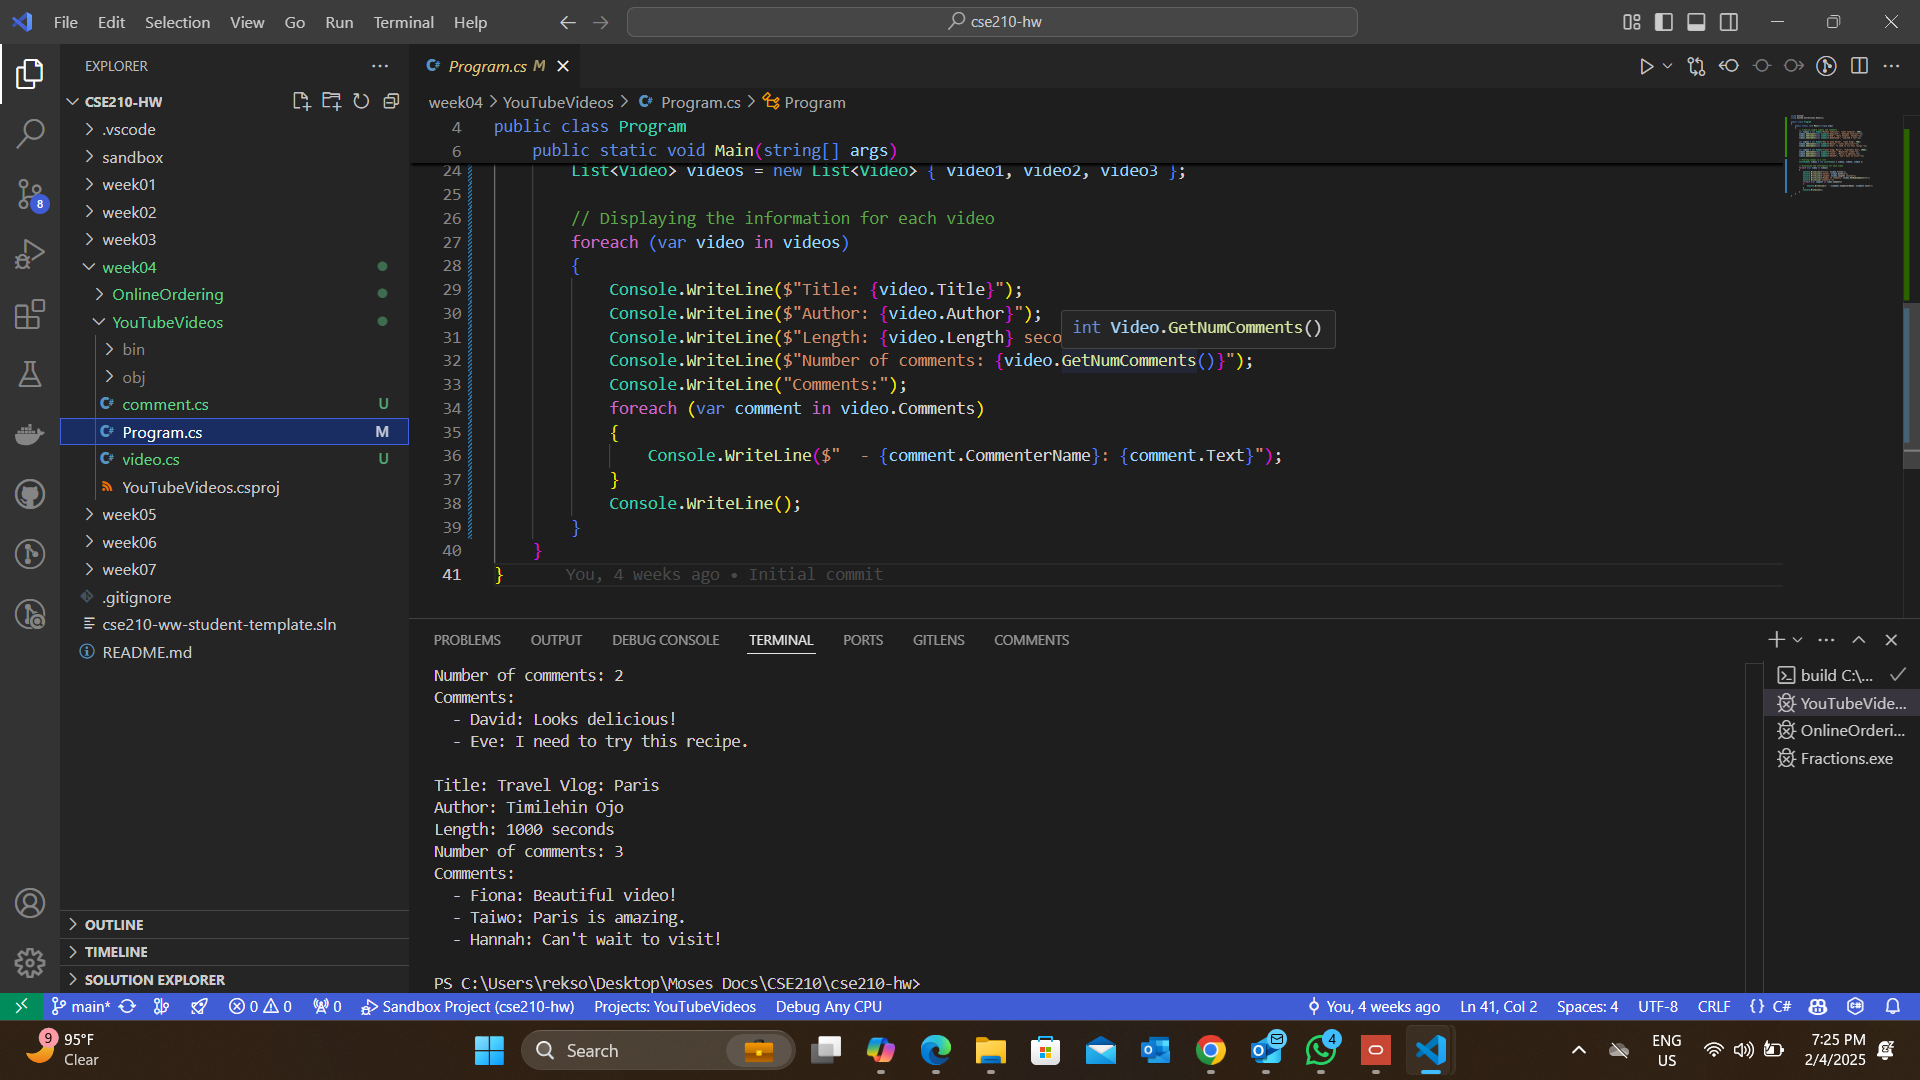 File Edit Selection View Go Run Terminal Help
cse210-hw
EXPLORER
CSE210-HW
.vscode
sandbox
week01
week02
week03
week04
OnlineOrdering
YouTubeVideos
bin
obj
comment.cs U
Program.cs M
video.cs U
YouTubeVideos.csproj
week05
week06
week07
.gitignore
cse210-ww-student-template.sln
README.md
OUTLINE
TIMELINE
SOLUTION EXPLORER
8
Program.cs M
week04 > YouTubeVideos > Program.cs > Program
4 public class Program
6 public static void Main(string[] args)
24 List<Video> videos = new List<Video> { video1, video2, video3 };
25
26 // Displaying the information for each video
27 foreach (var video in videos)
28 {
29 Console.WriteLine($"Title: {video.Title}");
30 Console.WriteLine($"Author: {video.Author}");
31 Console.WriteLine($"Length: {video.Length} seco
int Video.GetNumComments()
32 Console.WriteLine($"Number of comments: {video.GetNumComments()}");
33 Console.WriteLine("Comments:");
34 foreach (var comment in video.Comments)
35 {
36 Console.WriteLine($"  - {comment.CommenterName}: {comment.Text}");
37 }
38 Console.WriteLine();
39 }
40 }
41 } You, 4 weeks ago • Initial commit
PROBLEMS OUTPUT DEBUG CONSOLE TERMINAL PORTS GITLENS COMMENTS
Number of comments: 2
Comments:
- David: Looks delicious!
- Eve: I need to try this recipe.
Title: Travel Vlog: Paris
Author: Timilehin Ojo
Length: 1000 seconds
Number of comments: 3
Comments:
- Fiona: Beautiful video!
- Taiwo: Paris is amazing.
- Hannah: Can't wait to visit!
PS C:\Users\rekso\Desktop\Moses Docs\CSE210\cse210-hw>
build C:\...
YouTubeVide...
OnlineOrderi...
Fractions.exe
main* 0 0 0 Sandbox Project (cse210-hw) Projects: YouTubeVideos Debug Any CPU You, 4 weeks ago Ln 41, Col 2 Spaces: 4 UTF-8 CRLF {} C#
9
95°F
Clear
Search
4
ENG
US
7:25 PM
2/4/2025